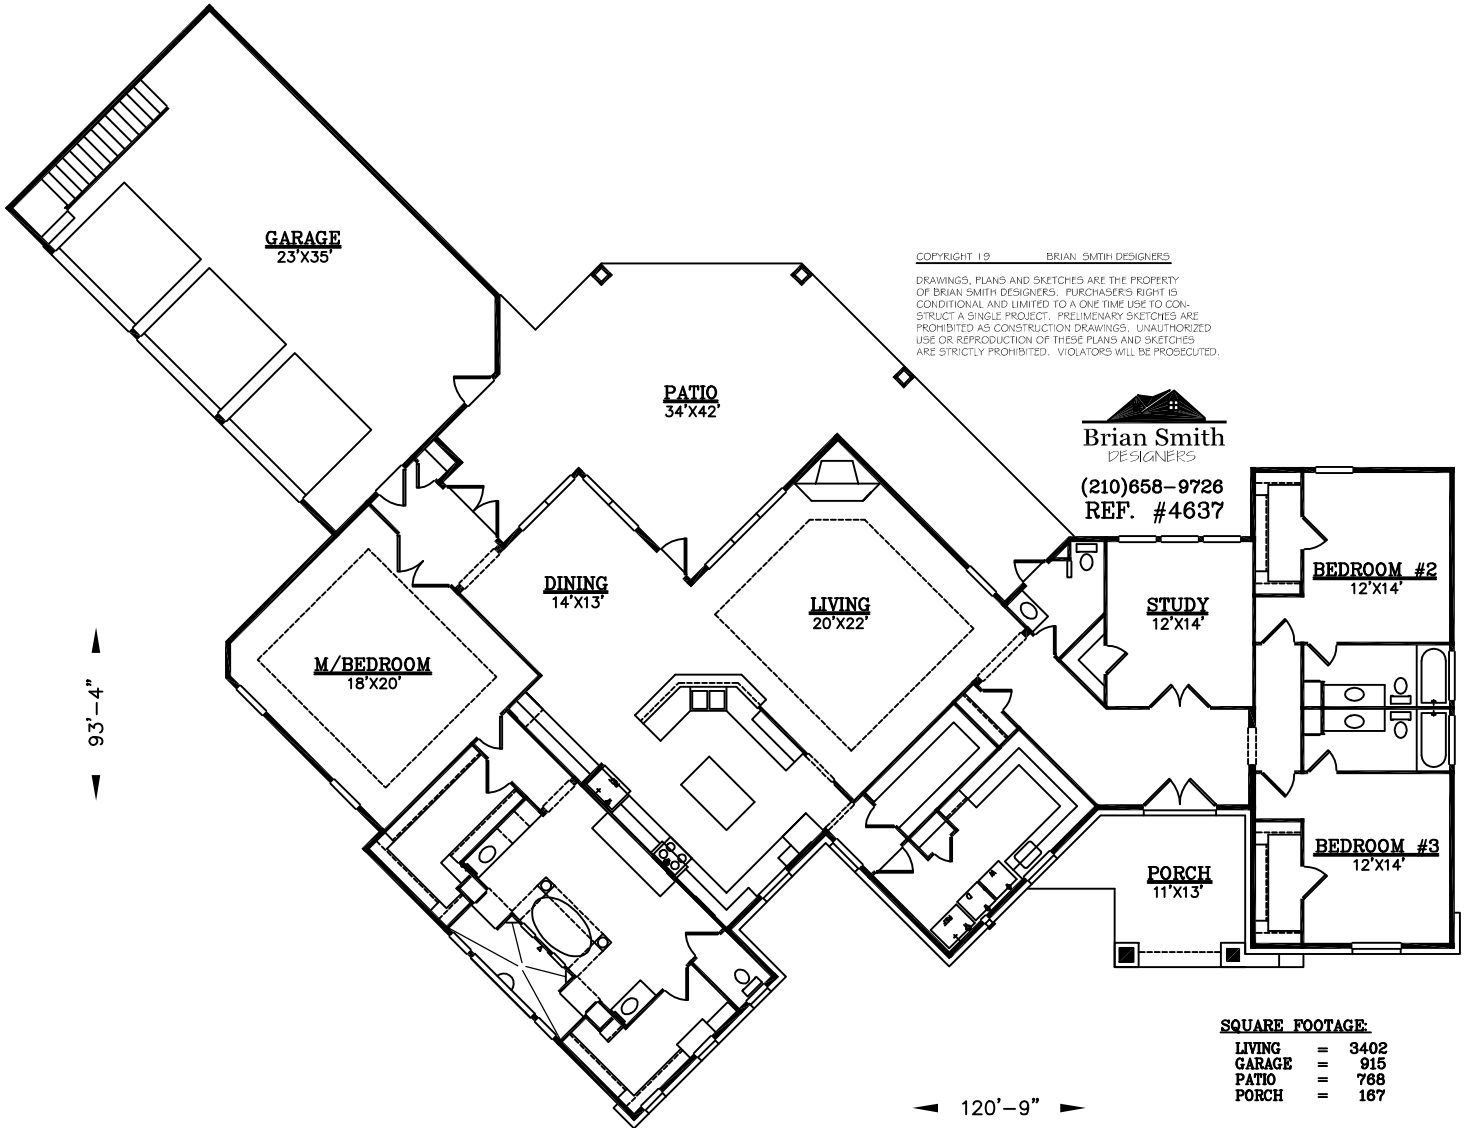 GARAGE
23'X35'
COPYRIGHT 19 BRIAN SMITH DESIGNERS
DRAWINGS, PLANS AND SKETCHES ARE THE PROPERTY
OF BRIAN SMITH DESIGNERS. PURCHASER'S RIGHT IS
CONDITIONAL AND LIMITED TO A ONE TIME USE TO CON-
STRUCT A SINGLE PROJECT. PRELIMENARY SKETCHES ARE
PROHIBITED AS CONSTRUCTION DRAWINGS. UNAUTHORIZED
USE OR REPRODUCTION OF THESE PLANS AND SKETCHES
ARE STRICTLY PROHIBITED. VIOLATORS WILL BE PROSECUTED.
PATIO
34'X42'
Brian Smith
DESIGNERS
(210)658-9726
REF. #4637
BEDROOM #2
12'X14'
DINING
14'X13'
LIVING
20'X22'
STUDY
12'X14'
M/BEDROOM
18'X20'
93'-4"
BEDROOM #3
12'X14'
PORCH
11'X13'
SQUARE FOOTAGE:
LIVING = 3402
GARAGE = 915
PATIO = 768
PORCH = 167
120'-9"